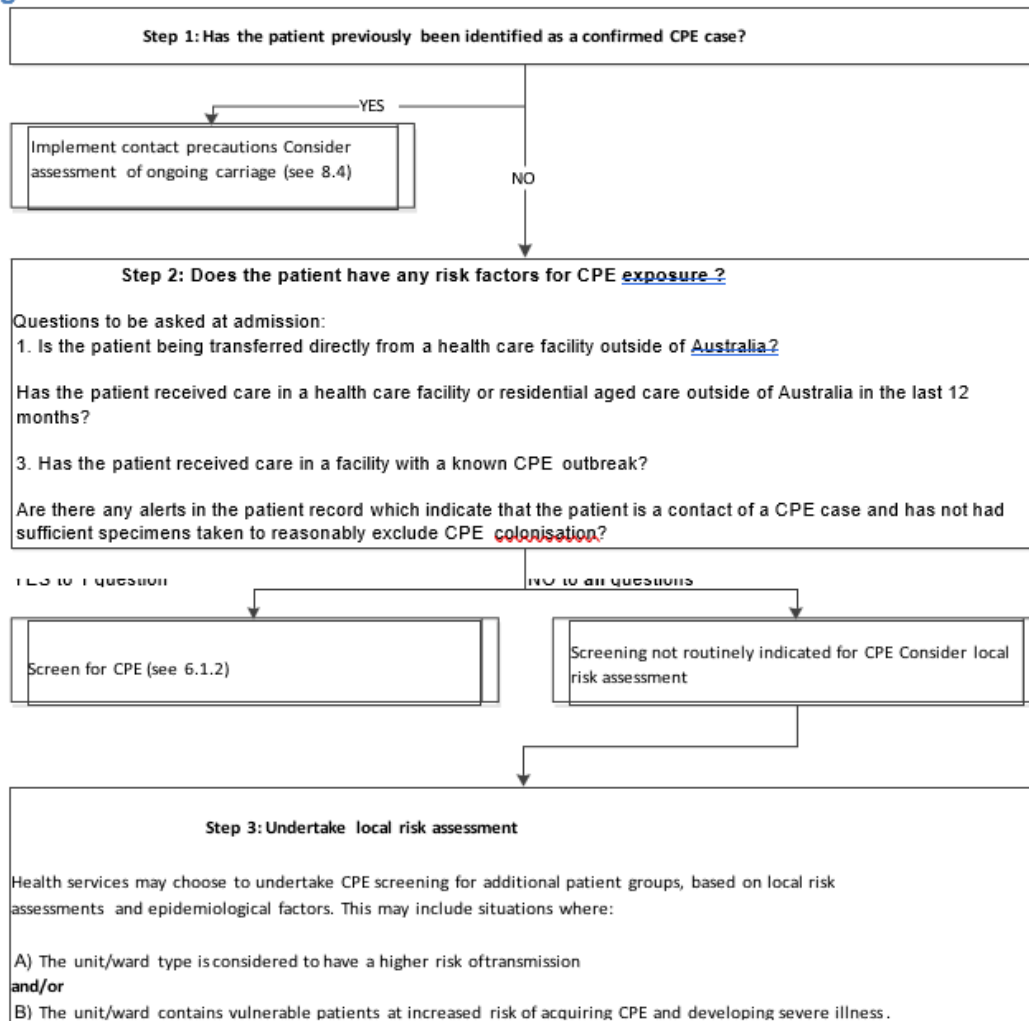 Step 1: Has the patient previously been identified as a confirmed CPE case?
YES
Implement contact precautions Consider
assessment of ongoing carriage (see 8.4)
NO
Step 2: Does the patient have any risk factors for CPE exposure ?
Questions to be asked at admission:
1. Is the patient being transferred directly from a health care facility outside of Australia?
Has the patient received care in a health care facility or residential aged care outside of Australia in the last 12
months?
3. Has the patient received care in a facility with a known CPE outbreak?
Are there any alerts in the patient record which indicate that the patient is a contact of a CPE case and has not had
sufficient specimens taken to reasonably exclude CPE colonisation?
YES to 1 question
NO to all questions
Screen for CPE (see 6.1.2)
Screening not routinely indicated for CPE Consider local
risk assessment
Step 3: Undertake local risk assessment
Health services may choose to undertake CPE screening for additional patient groups, based on local risk
assessments and epidemiological factors. This may include situations where:
A) The unit/ward type is considered to have a higher risk oftransmission
and/or
B) The unit/ward contains vulnerable patients at increased risk of acquiring CPE and developing severe illness.